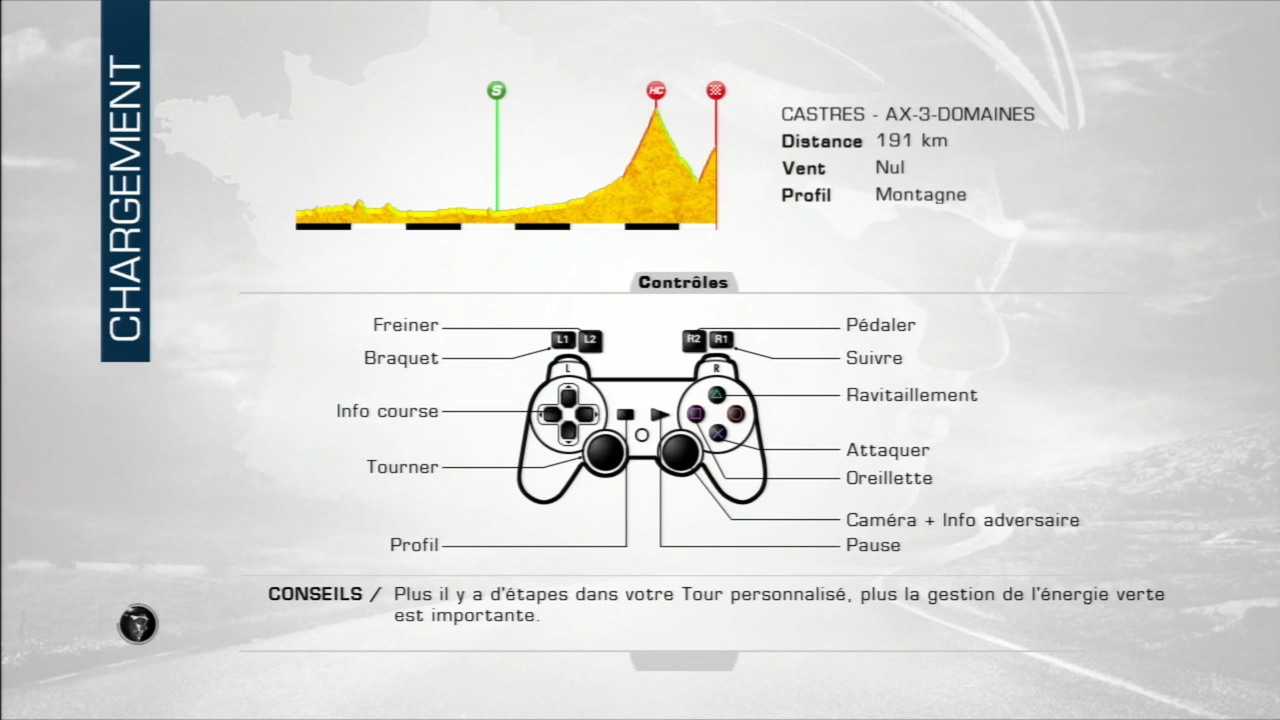 CHARGEMENT
S
HC
CASTRES - AX-3-DOMAINES
Distance 191 km
Vent Nul
Profil Montagne
Contrôles
Freiner
Braquet
Info course
Tourner
Profil
L1 L2
R2 R1
L
R
Pédaler
Suivre
Ravitaillement
Attaquer
Oreillette
Caméra + Info adversaire
Pause
CONSEILS / Plus il y a d'étapes dans votre Tour personnalisé, plus la gestion de l'énergie verte
est importante.